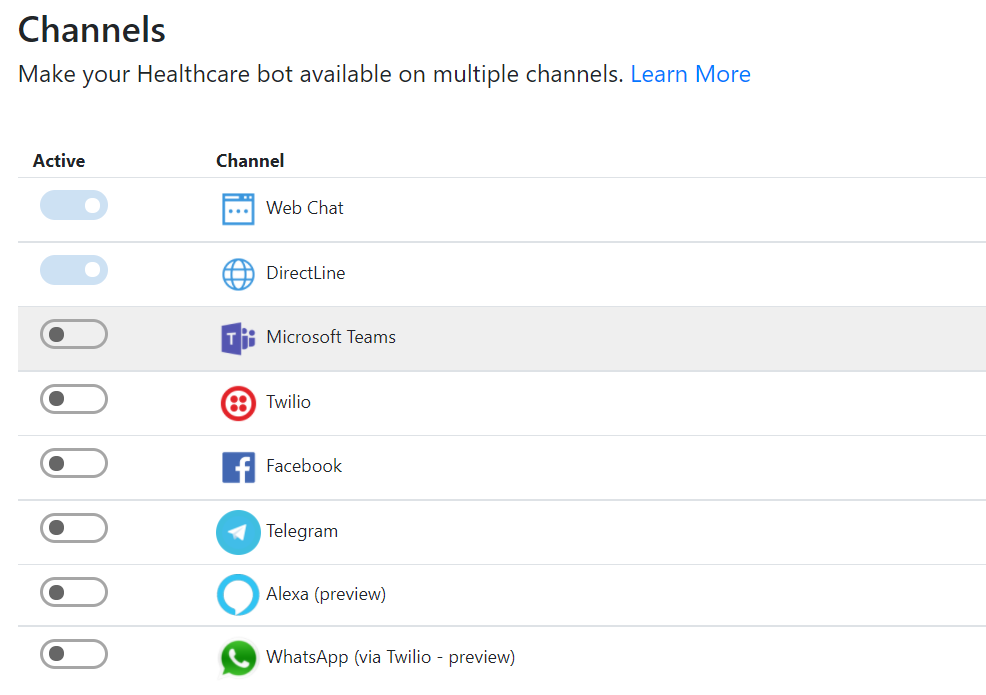 Channels
Make your Healthcare bot available on multiple channels. Learn More
Active Channel
Web Chat
DirectLine
T Microsoft Teams
Twilio
f Facebook
Telegram
Alexa (preview)
WhatsApp (via Twilio - preview)